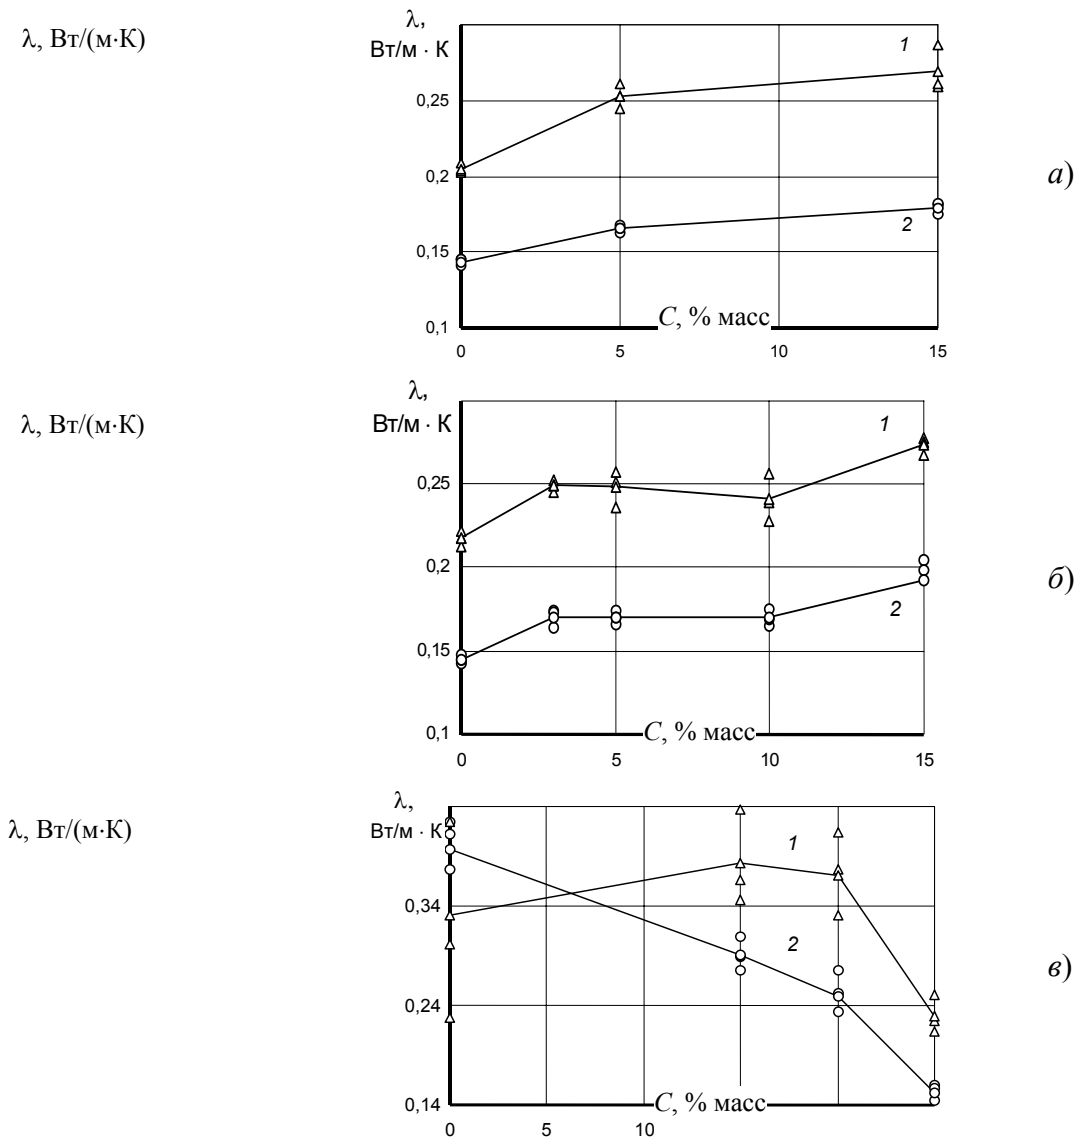 λ, Вт/(м·К)
λ,
Вт/м · К
1
0,25
а)
0,2
2
0,15
С, % масс
0,1
0 5 10 15
λ,
λ, Вт/(м·К)
Вт/м · К
1
0,25
0,2
б)
2
0,15
С, % масс
0,1
0 5 10 15
λ,
λ, Вт/(м·К)
Вт/м · К
1
0,34
2
в)
0,24
С, % масс
0,14
0 5 10